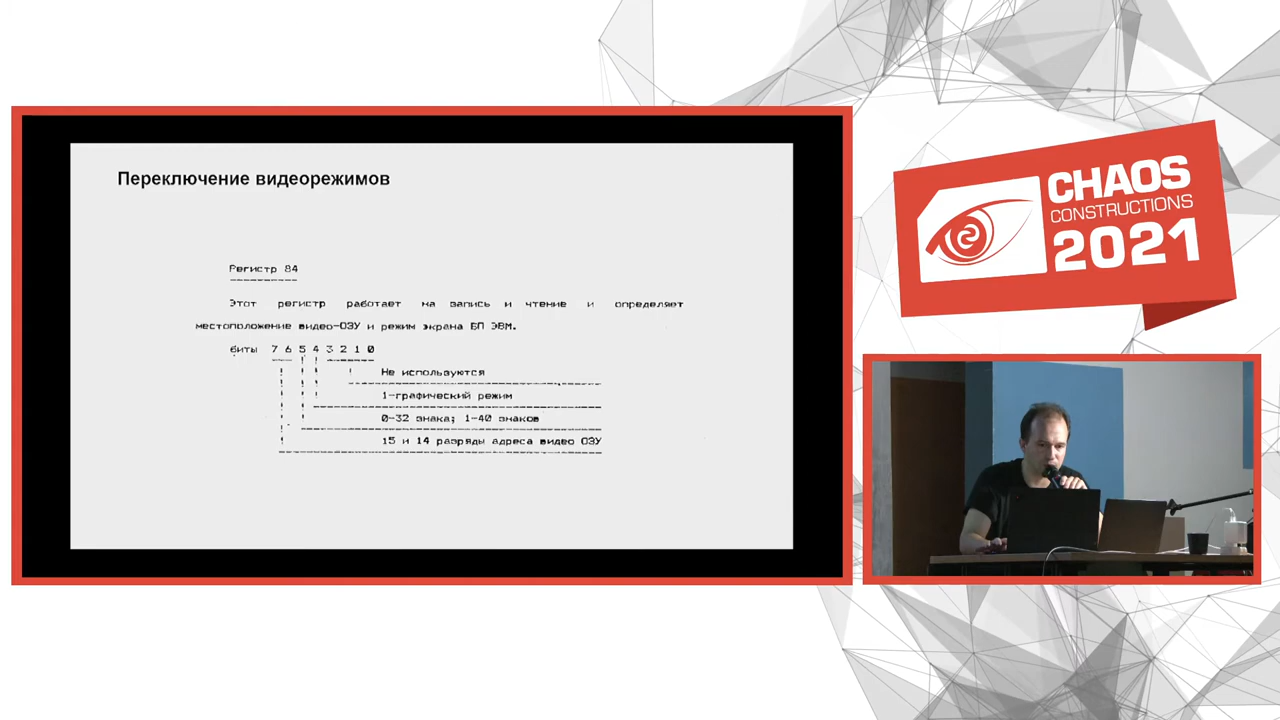 Переключение видеорежимов
Регистр 84
Этот регистр работает на запись и чтение и определяет
местоположение видео-ОЗУ и режим экрана БП ЭВМ.
биты 7 6 5 4 3 2 1 0
Не используются
1-графический режим
0-32 знака; 1-40 знаков
15 и 14 разряды адреса видео ОЗУ
CHAOS
CONSTRUCTIONS
2021